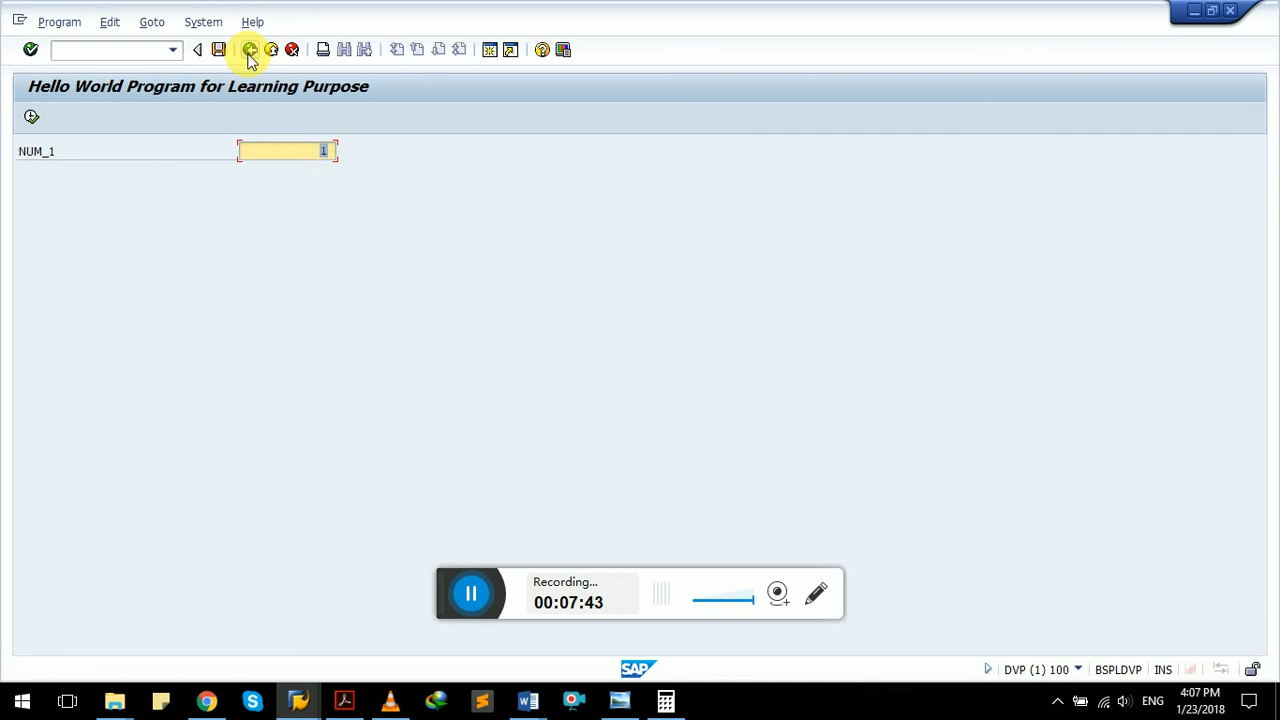 Program Edit Goto System Help
Hello World Program for Learning Purpose
NUM_1 1
Recording...
00:07:43
SAP
DVP (1) 100 BSPLDVP INS
4:07 PM
ENG
1/23/2018